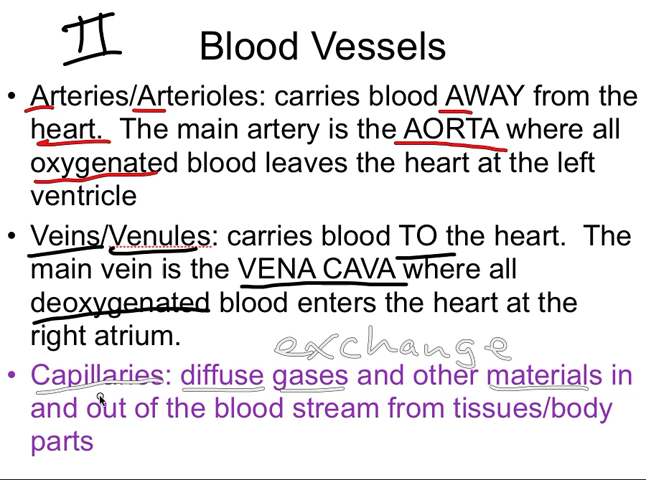 II
Blood Vessels
• Arteries/Arterioles: carries blood AWAY from the
heart. The main artery is the AORTA where all
oxygenated blood leaves the heart at the left
ventricle
• Veins/Venules: carries blood TO the heart. The
main vein is the VENA CAVA where all
deoxygenated blood enters the heart at the
right atrium.
exchange
• Capillaries: diffuse gases and other materials in
and out of the blood stream from tissues/body
parts